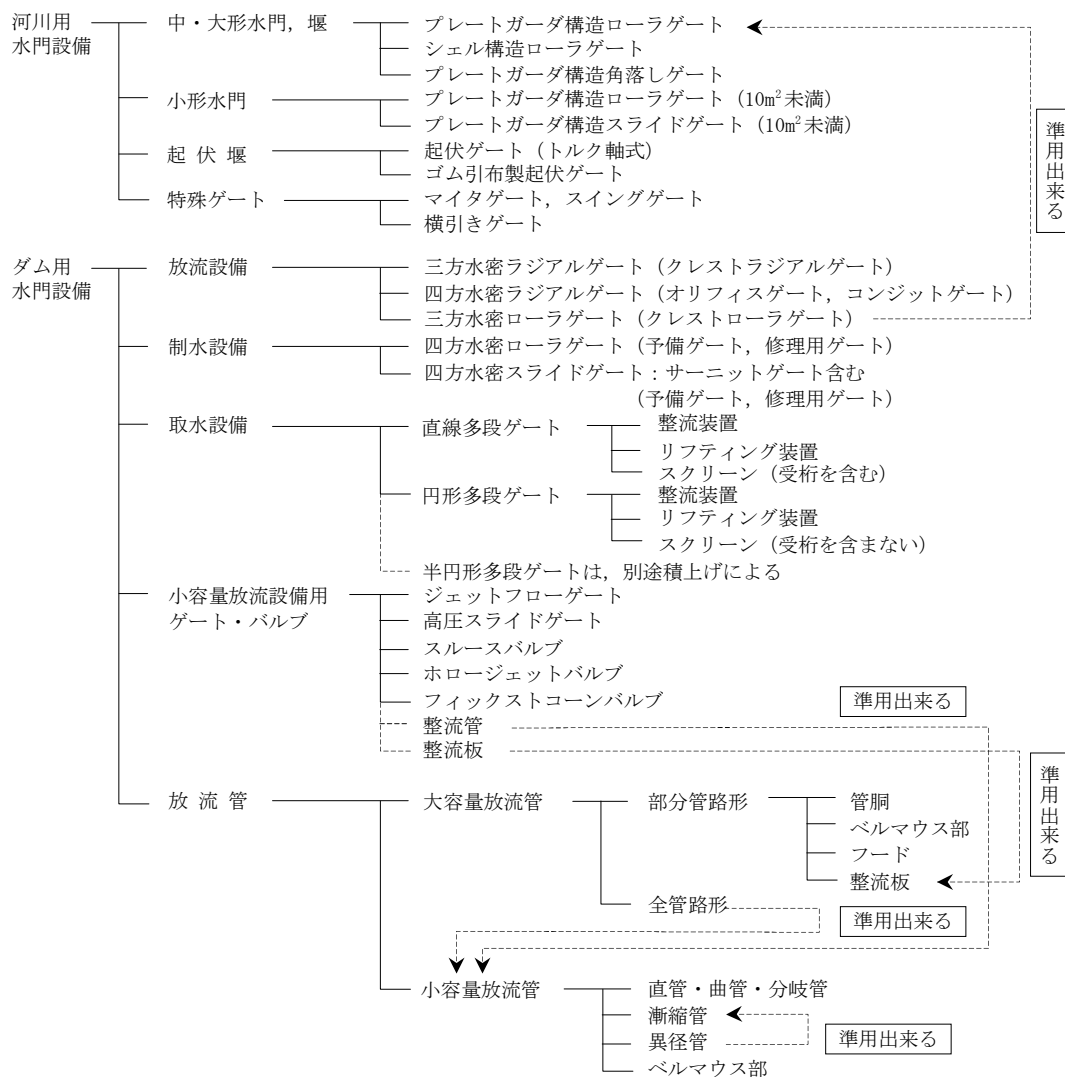 河川用
水門設備
中・大形水門，堰
プレートガーダ構造ローラゲート
シェル構造ローラゲート
プレートガーダ構造角落しゲート
小形水門
プレートガーダ構造ローラゲート（10m²未満）
プレートガーダ構造スライドゲート（10m²未満）
起伏堰
起伏ゲート（トルク軸式）
ゴム引布製起伏ゲート
特殊ゲート
マイタゲート，スイングゲート
横引きゲート
準用出来る
ダム用
水門設備
放流設備
三方水密ラジアルゲート（クレストラジアルゲート）
四方水密ラジアルゲート（オリフィスゲート，コンジットゲート）
三方水密ローラゲート（クレストローラゲート）
制水設備
四方水密ローラゲート（予備ゲート，修理用ゲート）
四方水密スライドゲート：サーニットゲート含む
（予備ゲート，修理用ゲート）
取水設備
直線多段ゲート
整流装置
リフティング装置
スクリーン（受桁を含む）
円形多段ゲート
整流装置
リフティング装置
スクリーン（受桁を含まない）
半円形多段ゲートは，別途積上げによる
小容量放流設備用
ゲート・バルブ
ジェットフローゲート
高圧スライドゲート
スルースバルブ
ホロージェットバルブ
フィックストコーンバルブ
準用出来る
整流管
整流板
準用出来る
放流管
大容量放流管
部分管路形
管胴
ベルマウス部
フード
整流板
全管路形
準用出来る
小容量放流管
直管・曲管・分岐管
漸縮管
異径管
準用出来る
ベルマウス部